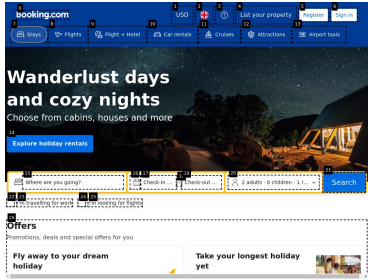 Booking.com
USD
List your property
Register
Sign in
Stays
Flights
Flight + Hotel
Car rentals
Cruises
Attractions
Airport taxis
Wanderlust days
and cozy nights
Choose from cabins, houses and more
Explore holiday rentals
Where are you going?
Check-in ...
Check-out ...
2 adults · 0 children · 1 r...
Search
I'm travelling for work
I'm looking for flights
Offers
Promotions, deals and special offers for you
Fly away to your dream
holiday
Take your longest holiday
yet